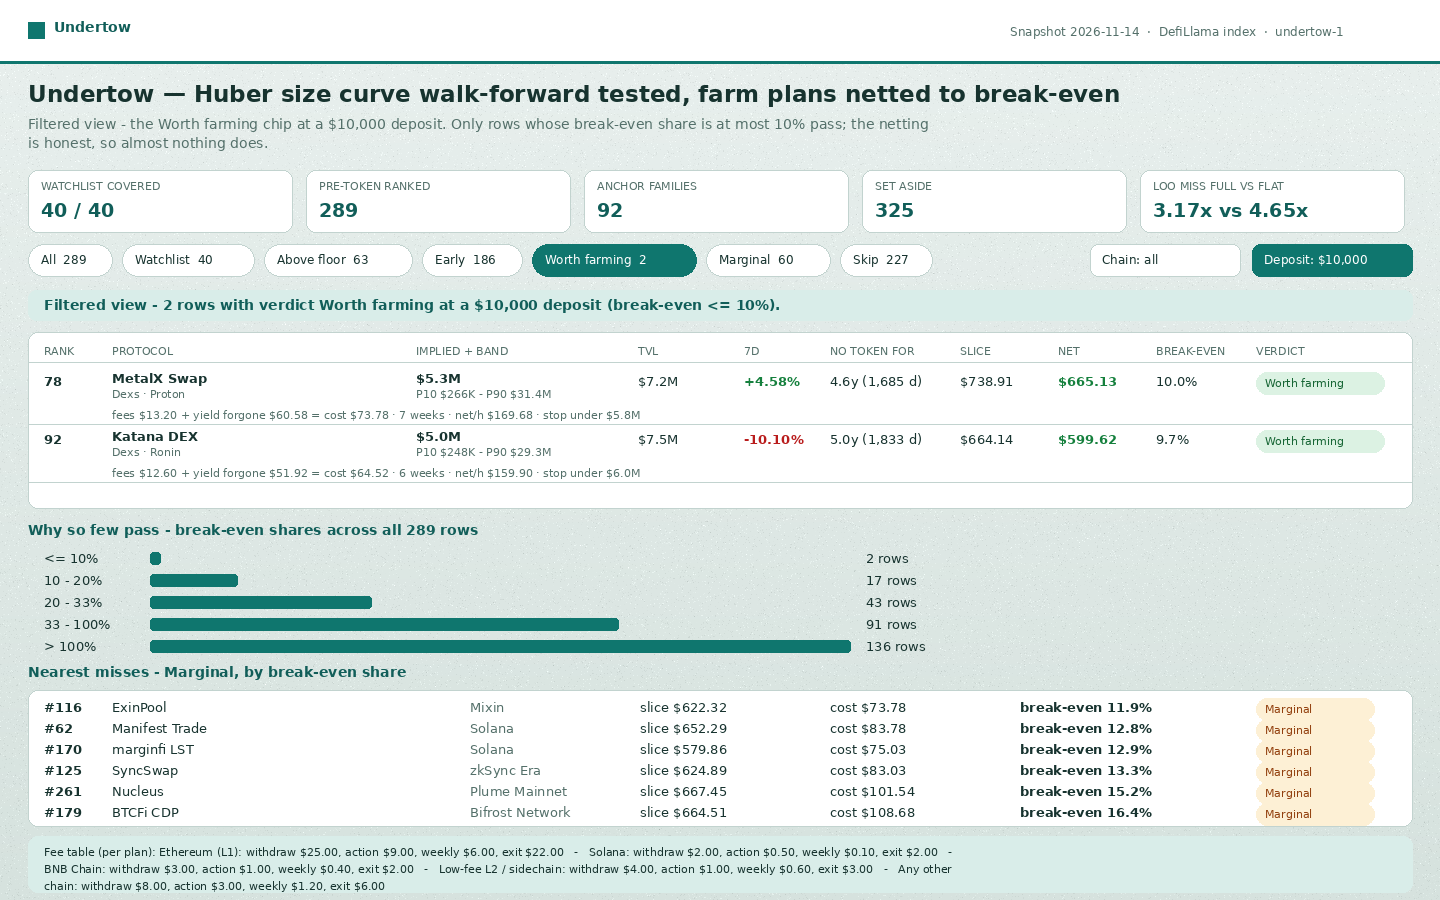 Undertow
Snapshot 2026-11-14 · DefiLlama index · undertow-1
Undertow — Huber size curve walk-forward tested, farm plans netted to break-even
Filtered view - the Worth farming chip at a $10,000 deposit. Only rows whose break-even share is at most 10% pass; the netting
is honest, so almost nothing does.
WATCHLIST COVERED
40 / 40
PRE-TOKEN RANKED
289
ANCHOR FAMILIES
92
SET ASIDE
325
LOO MISS FULL VS FLAT
3.17x vs 4.65x
All 289
Watchlist 40
Above floor 63
Early 186
Worth farming 2
Marginal 60
Skip 227
Chain: all
Deposit: $10,000
Filtered view - 2 rows with verdict Worth farming at a $10,000 deposit (break-even <= 10%).
RANK PROTOCOL IMPLIED + BAND TVL 7D NO TOKEN FOR SLICE NET BREAK-EVEN VERDICT
78 MetalX Swap $5.3M $7.2M +4.58% 4.6y (1,685 d) $738.91 $665.13 10.0% Worth farming
Dexs · Proton P10 $266K - P90 $31.4M
fees $13.20 + yield forgone $60.58 = cost $73.78 · 7 weeks · net/h $169.68 · stop under $5.8M
92 Katana DEX $5.0M $7.5M -10.10% 5.0y (1,833 d) $664.14 $599.62 9.7% Worth farming
Dexs · Ronin P10 $248K - P90 $29.3M
fees $12.60 + yield forgone $51.92 = cost $64.52 · 6 weeks · net/h $159.90 · stop under $6.0M
Why so few pass - break-even shares across all 289 rows
<= 10% 2 rows
10 - 20% 17 rows
20 - 33% 43 rows
33 - 100% 91 rows
> 100% 136 rows
Nearest misses - Marginal, by break-even share
#116 ExinPool Mixin slice $622.32 cost $73.78 break-even 11.9% Marginal
#62 Manifest Trade Solana slice $652.29 cost $83.78 break-even 12.8% Marginal
#170 marginfi LST Solana slice $579.86 cost $75.03 break-even 12.9% Marginal
#125 SyncSwap zkSync Era slice $624.89 cost $83.03 break-even 13.3% Marginal
#261 Nucleus Plume Mainnet slice $667.45 cost $101.54 break-even 15.2% Marginal
#179 BTCFi CDP Bifrost Network slice $664.51 cost $108.68 break-even 16.4% Marginal
Fee table (per plan): Ethereum (L1): withdraw $25.00, action $9.00, weekly $6.00, exit $22.00 - Solana: withdraw $2.00, action $0.50, weekly $0.10, exit $2.00 -
BNB Chain: withdraw $3.00, action $1.00, weekly $0.40, exit $2.00 - Low-fee L2 / sidechain: withdraw $4.00, action $1.00, weekly $0.60, exit $3.00 - Any other
chain: withdraw $8.00, action $3.00, weekly $1.20, exit $6.00